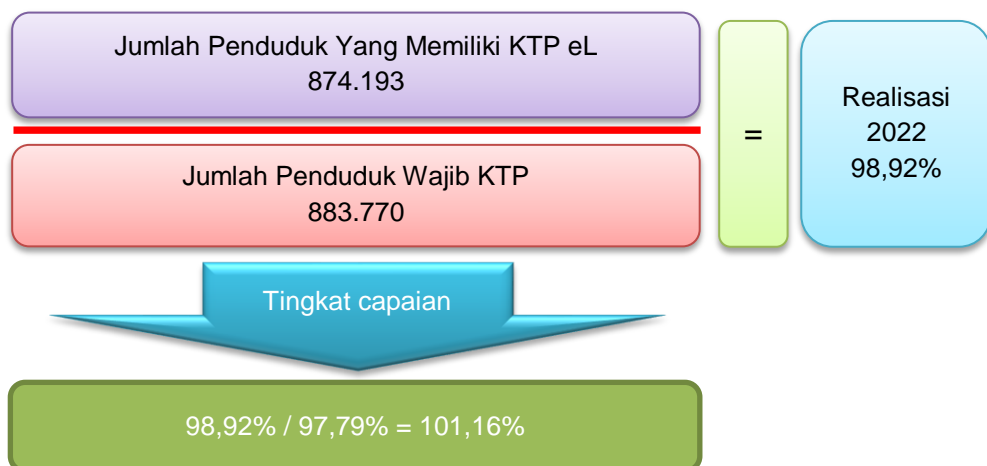 Jumlah Penduduk Yang Memiliki KTP eL
874.193
Jumlah Penduduk Wajib KTP
883.770
=
Realisasi
2022
98,92%
Tingkat capaian
98,92% / 97,79% = 101,16%